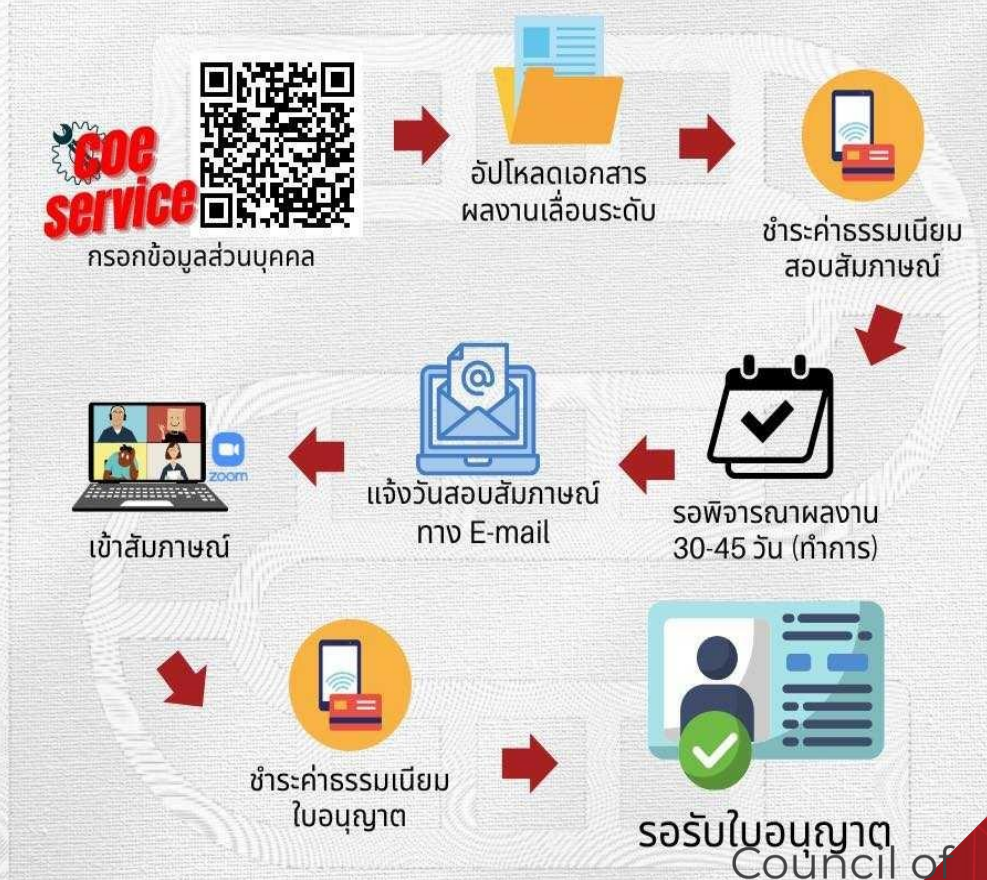 coe
service
กรอกข้อมูลส่วนบุคคล
อัปโหลดเอกสาร
ผลงานเลื่อนระดับ
ชำระค่าธรรมเนียม
สอบสัมภาษณ์
รอพิจารณาผลงาน
30-45 วัน (ทำการ)
@
แจ้งวันสอบสัมภาษณ์
ทาง E-mail
zoom
เข้าสัมภาษณ์
ชำระค่าธรรมเนียม
ใบอนุญาต
รอรับใบอนุญาต
Council of